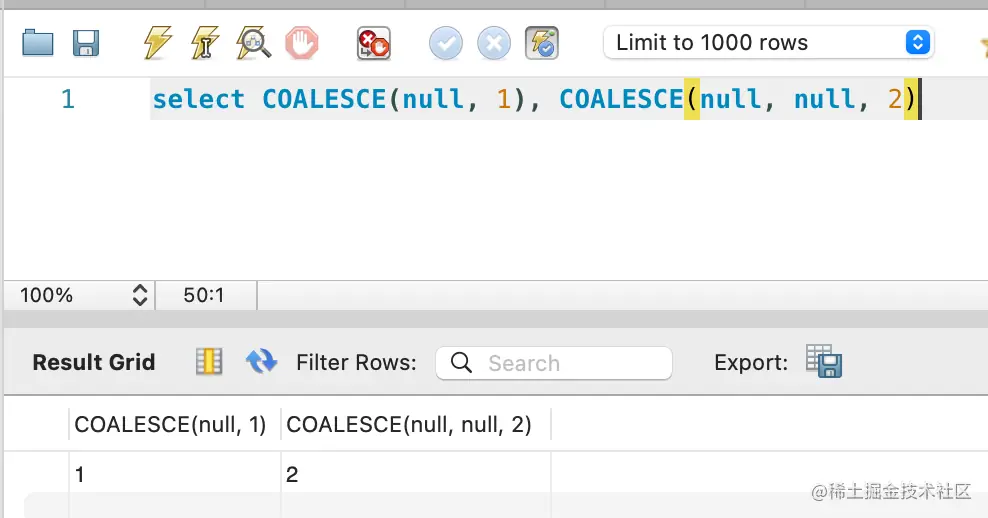 Limit to 1000 rows
1 select COALESCE(null, 1), COALESCE(null, null, 2)
100% 50:1
Result Grid Filter Rows: Search Export:
COALESCE(null, 1) COALESCE(null, null, 2)
1 2
@稀土掘金技术社区